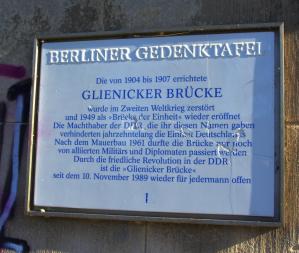 BERLINER GEDENKTAFEL
Die von 1904 bis 1907 errichtete
GLIENICKER BRÜCKE
wurde im Zweiten Weltkrieg zerstört
und 1949 als »Brücke der Einheit« wieder eröffnet
Die Machthaber der DDR, die ihr diesen Namen gaben
verhinderten jahrzehntelang die Einheit Deutschlands
Nach dem Mauerbau 1961 durfte die Brücke nur noch
von alliierten Militärs und Diplomaten passiert werden
Durch die friedliche Revolution in der DDR
ist die »Glienicker Brücke«
seit dem 10. November 1989 wieder für jedermann offen